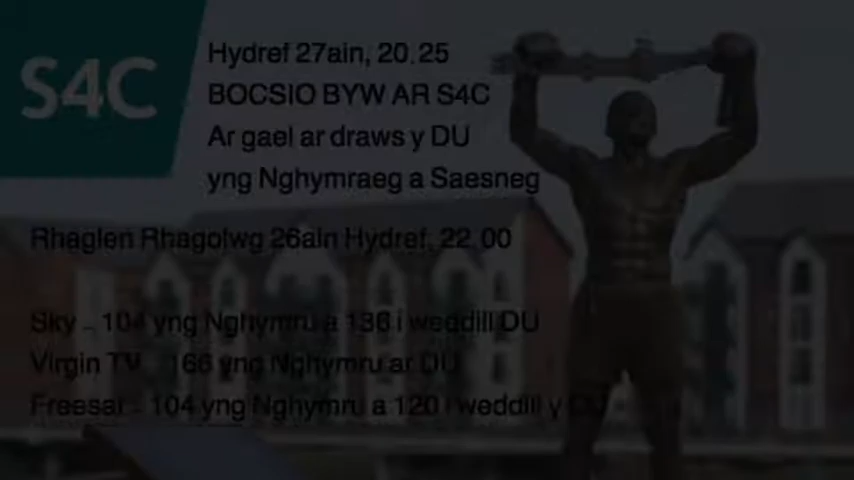 S4C
Hydref 27ain, 20.25
BOCSIO BYW AR S4C
Ar gael ar draws y DU
yng Nghymraeg a Saesneg
Rhaglen Rhagolwg 26ain Hydref, 22.00
Sky - 104 yng Nghymru a 136 i weddill DU
Virgin TV - 166 yng Nghymru ar DU
Freesat - 104 yng Nghymru a 120 i weddill y DU